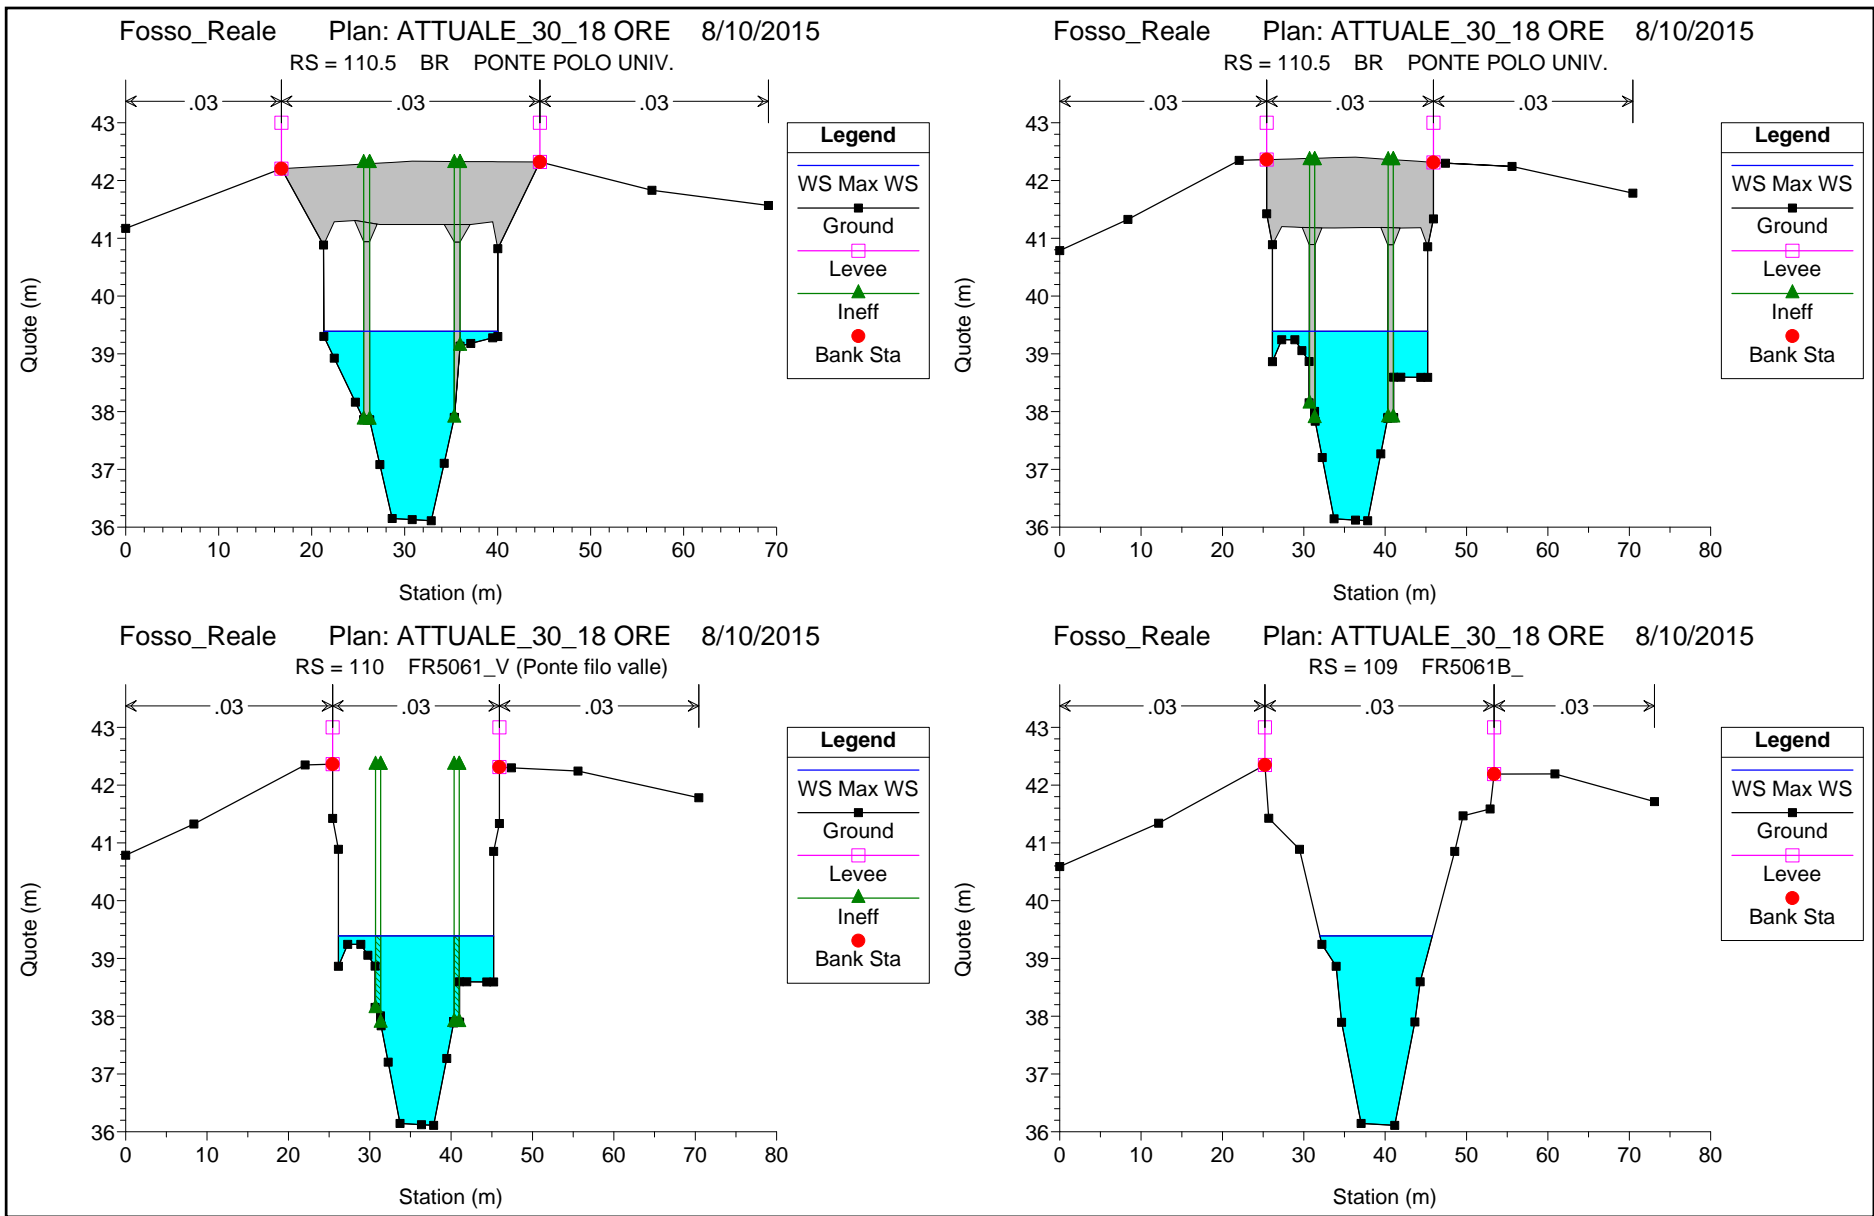 Fosso_Reale Plan: ATTUALE_30_18 ORE 8/10/2015
RS = 110.5 BR PONTE POLO UNIV.
.03 .03 .03
43
42
41
40
39
38
37
36
Quote (m)
0 10 20 30 40 50 60 70
Station (m)
Legend
WS Max WS
Ground
Levee
Ineff
Bank Sta
Fosso_Reale Plan: ATTUALE_30_18 ORE 8/10/2015
RS = 110.5 BR PONTE POLO UNIV.
.03 .03 .03
43
42
41
40
39
38
37
36
Quote (m)
0 10 20 30 40 50 60 70 80
Station (m)
Legend
WS Max WS
Ground
Levee
Ineff
Bank Sta
Fosso_Reale Plan: ATTUALE_30_18 ORE 8/10/2015
RS = 110 FR5061_V (Ponte filo valle)
.03 .03 .03
43
42
41
40
39
38
37
36
Quote (m)
0 10 20 30 40 50 60 70 80
Station (m)
Legend
WS Max WS
Ground
Levee
Ineff
Bank Sta
Fosso_Reale Plan: ATTUALE_30_18 ORE 8/10/2015
RS = 109 FR5061B_
.03 .03 .03
43
42
41
40
39
38
37
36
Quote (m)
0 10 20 30 40 50 60 70 80
Station (m)
Legend
WS Max WS
Ground
Levee
Bank Sta